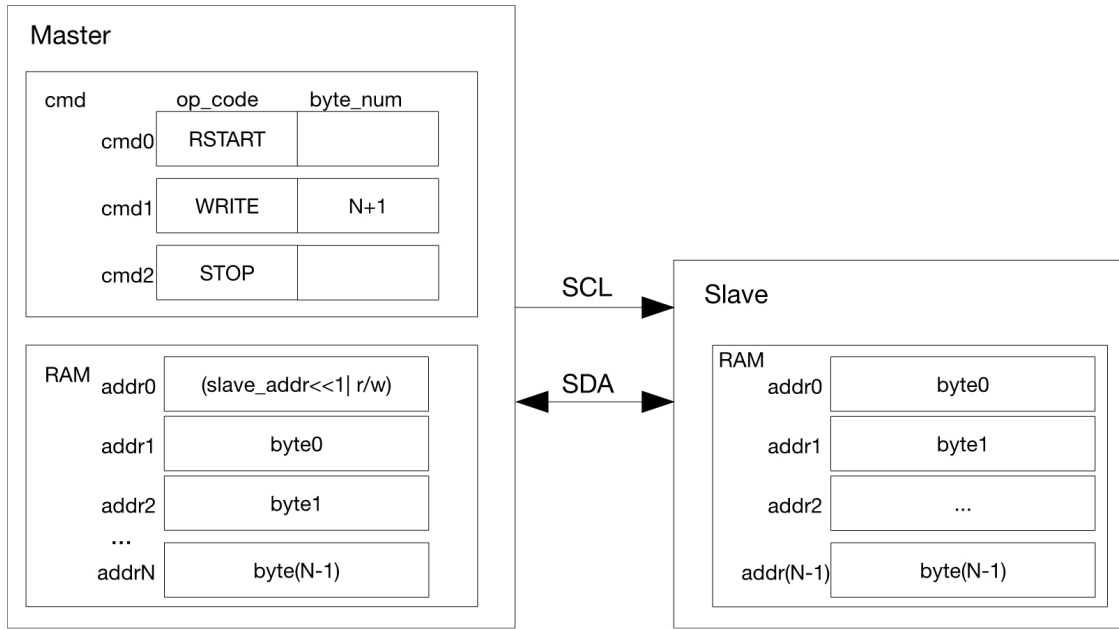 Master
cmd op_code byte_num
cmd0 RSTART
cmd1 WRITE N+1
cmd2 STOP
SCL
Slave
RAM
addr0 (slave_addr<<1| r/w)
addr1 byte0
addr2 byte1
...
addrN byte(N-1)
SDA
RAM
addr0 byte0
addr1 byte1
addr2 ...
addr(N-1) byte(N-1)